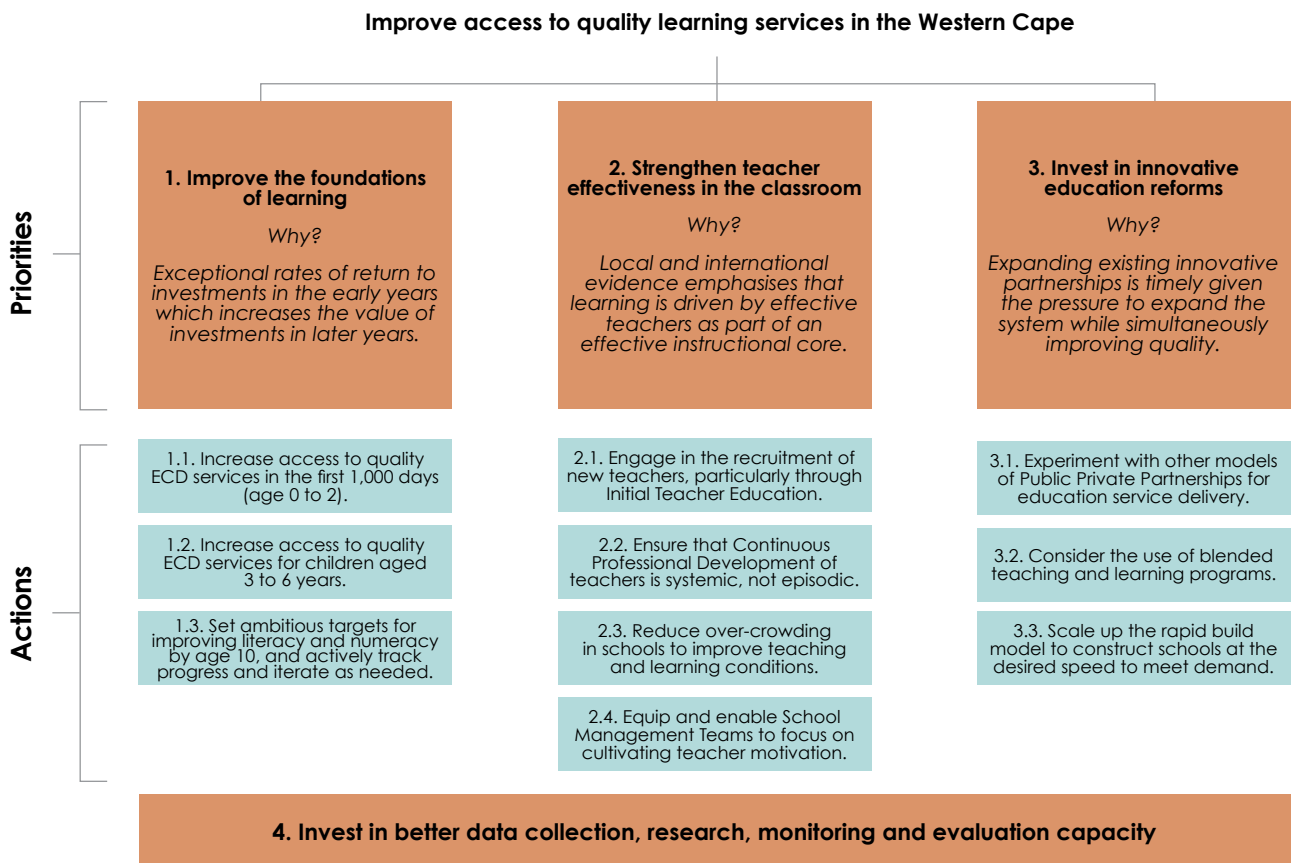 Improve access to quality learning services in the Western Cape
Priorities
1. Improve the foundations
of learning
Why?
Exceptional rates of return to
investments in the early years
which increases the value of
investments in later years.
2. Strengthen teacher
effectiveness in the classroom
Why?
Local and international
evidence emphasises that
learning is driven by effective
teachers as part of an
effective instructional core.
3. Invest in innovative
education reforms
Why?
Expanding existing innovative
partnerships is timely given
the pressure to expand the
system while simultaneously
improving quality.
Actions
1.1. Increase access to quality
ECD services in the first 1,000 days
(age 0 to 2).
1.2. Increase access to quality
ECD services for children aged
3 to 6 years.
1.3. Set ambitious targets for
improving literacy and numeracy
by age 10, and actively track
progress and iterate as needed.
2.1. Engage in the recruitment of
new teachers, particularly through
Initial Teacher Education.
2.2. Ensure that Continuous
Professional Development of
teachers is systemic, not episodic.
2.3. Reduce over-crowding
in schools to improve teaching
and learning conditions.
2.4. Equip and enable School
Management Teams to focus on
cultivating teacher motivation.
3.1. Experiment with other models
of Public Private Partnerships for
education service delivery.
3.2. Consider the use of blended
teaching and learning programs.
3.3. Scale up the rapid build
model to construct schools at the
desired speed to meet demand.
4. Invest in better data collection, research, monitoring and evaluation capacity